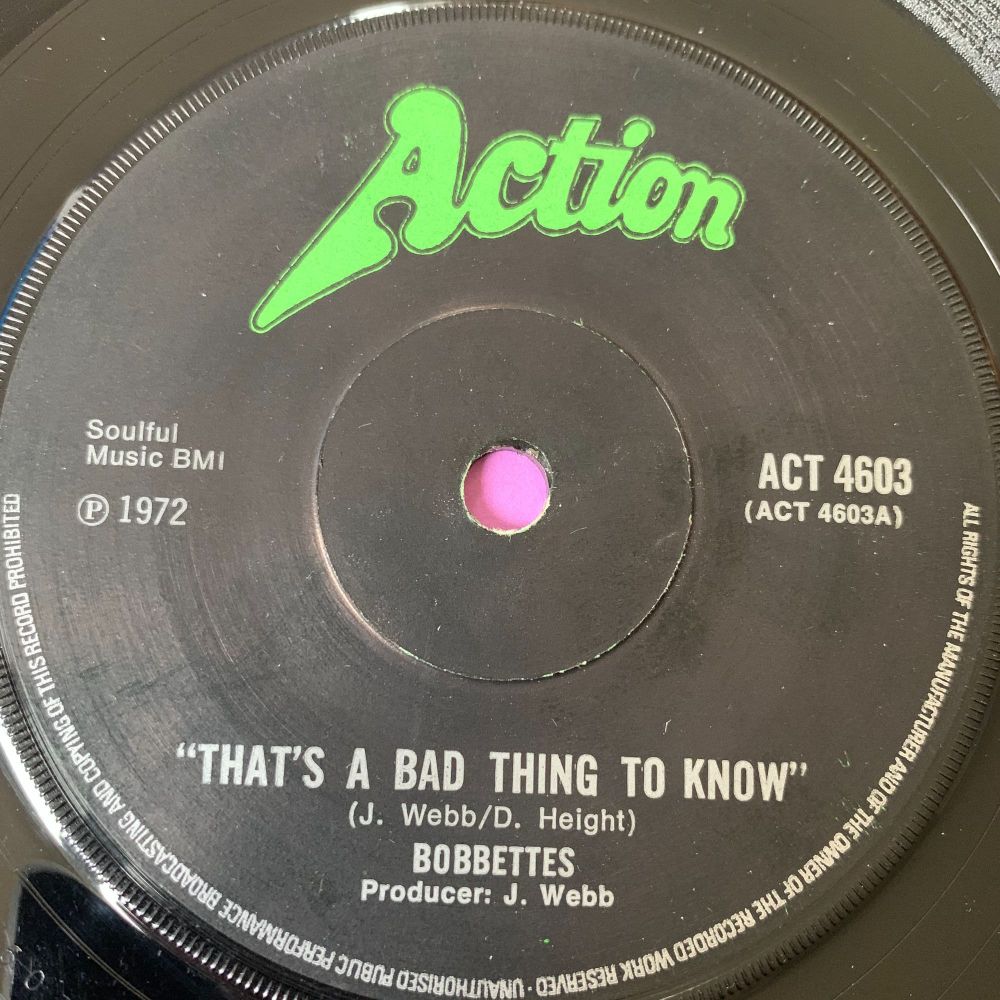 Action
Soulful
Music BMI
℗ 1972
ACT 4603
(ACT 4603A)
"THAT'S A BAD THING TO KNOW"
(J. Webb/D. Height)
BOBBETTES
Producer: J. Webb
ALL RIGHTS OF THE MANUFACTURER AND OF THE OWNER OF THE RECORDED WORK RESERVED · UNAUTHORISED PUBLIC PERFORMANCE BROADCASTING AND COPYING OF THIS RECORD PROHIBITED